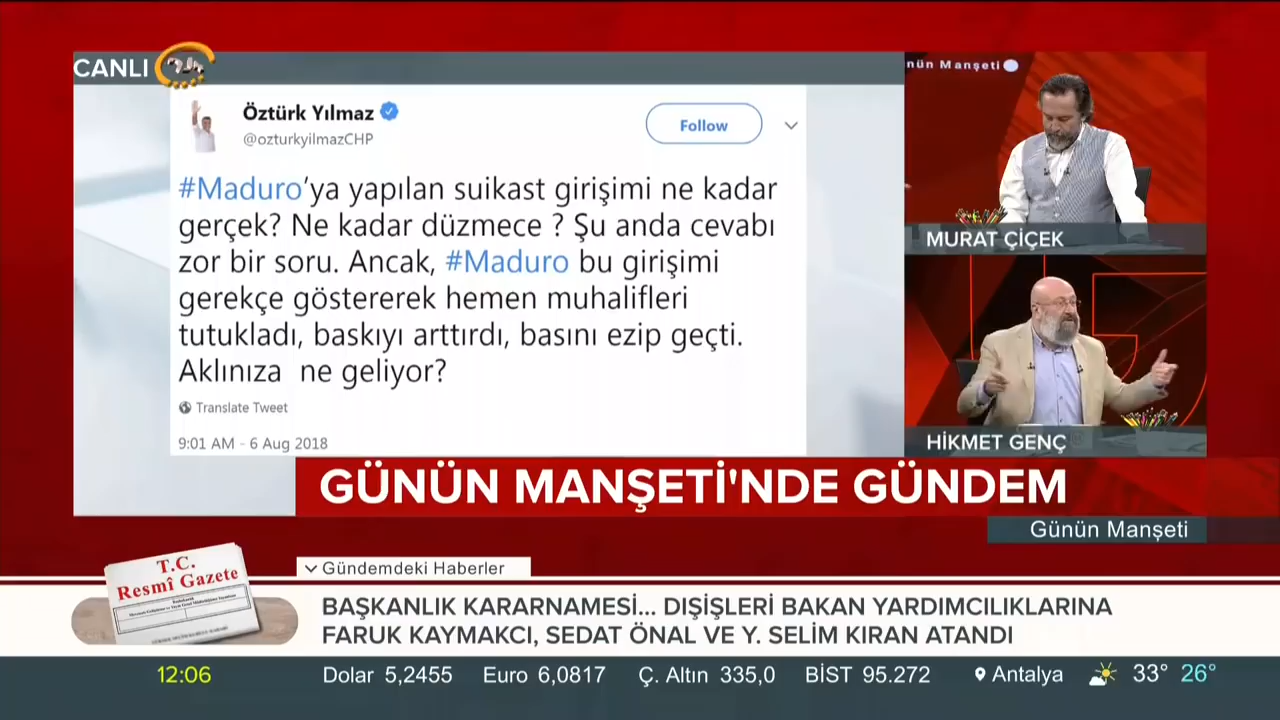 CANLI
Öztürk Yılmaz
@ozturkyilmazCHP
Follow
#Maduro'ya yapılan suikast girişimi ne kadar
gerçek? Ne kadar düzmece ? Şu anda cevabı
zor bir soru. Ancak, #Maduro bu girişimi
gerekçe göstererek hemen muhalifleri
tutukladı, baskıyı arttırdı, basını ezip geçti.
Aklınıza ne geliyor?
Translate Tweet
9:01 AM - 6 Aug 2018
nün Manşeti
MURAT ÇİÇEK
HİKMET GENÇ
GÜNÜN MANŞETİ'NDE GÜNDEM
Günün Manşeti
T.C.
Resmî Gazete
Gündemdeki Haberler
BAŞKANLIK KARARNAMESİ... DIŞİŞLERİ BAKAN YARDIMCILIKLARINA
FARUK KAYMAKCI, SEDAT ÖNAL VE Y. SELİM KIRAN ATANDI
12:06 Dolar 5,2455 Euro 6,0817 Ç. Altın 335,0 BİST 95.272 Antalya 33° 26°